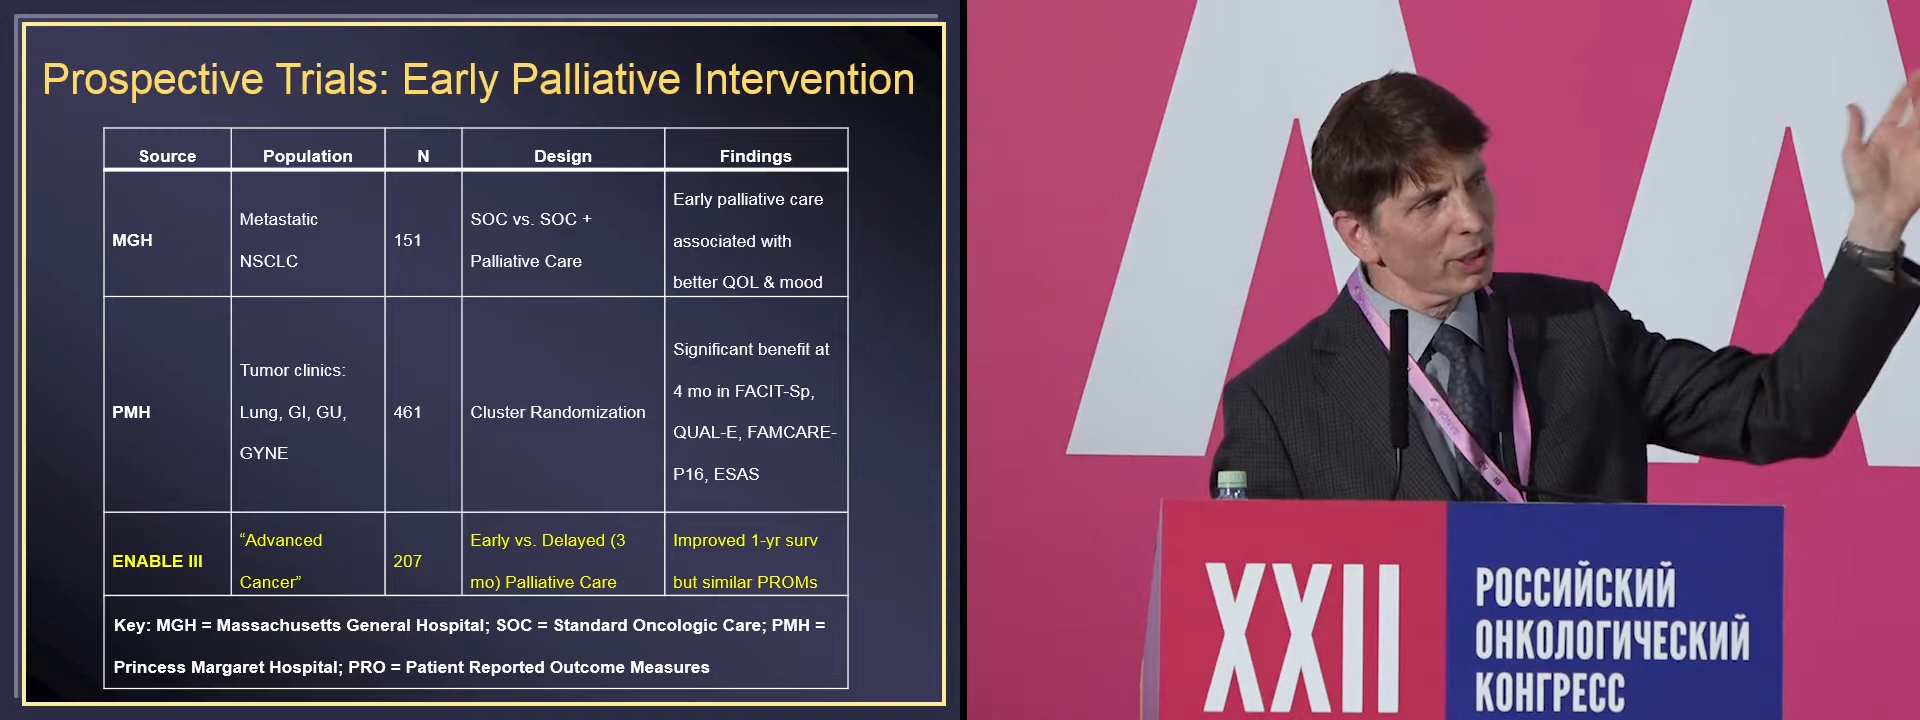 Prospective Trials: Early Palliative Intervention
Source Population N Design Findings
MGH
Metastatic
NSCLC
151
SOC vs. SOC +
Palliative Care
Early palliative care
associated with
better QOL & mood
PMH
Tumor clinics:
Lung, GI, GU,
GYNE
461
Cluster Randomization
Significant benefit at
4 mo in FACIT-Sp,
QUAL-E, FAMCARE-
P16, ESAS
ENABLE III
“Advanced
Cancer”
207
Early vs. Delayed (3
mo) Palliative Care
Improved 1-yr surv
but similar PROMs
Key: MGH = Massachusetts General Hospital; SOC = Standard Oncologic Care; PMH =
Princess Margaret Hospital; PRO = Patient Reported Outcome Measures
XXII
РОССИЙСКИЙ
ОНКОЛОГИЧЕСКИЙ
КОНГРЕСС